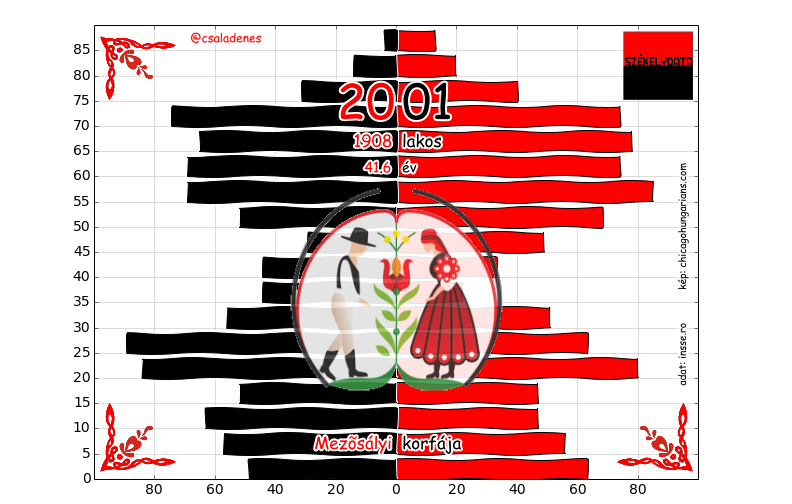 @csaladenes
SZÉKELYDATA
2001
1908 lakos
41.6 év
Mezősályi korfája
kép: chicagohungarians.com
adat: insse.ro
85
80
75
70
65
60
55
50
45
40
35
30
25
20
15
10
5
0
80 60 40 20 0 20 40 60 80